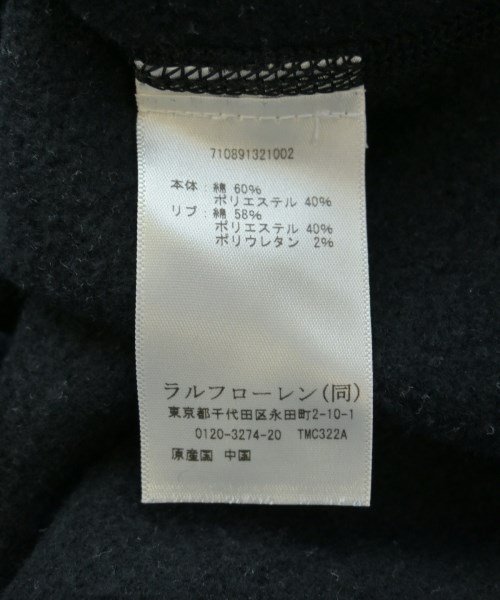 710891321002
本体：綿 60%
ポリエステル 40%
リブ：綿 58%
ポリエステル 40%
ポリウレタン 2%
ラルフローレン(同)
東京都千代田区永田町2-10-1
0120-3274-20 TMC322A
原産国 中国